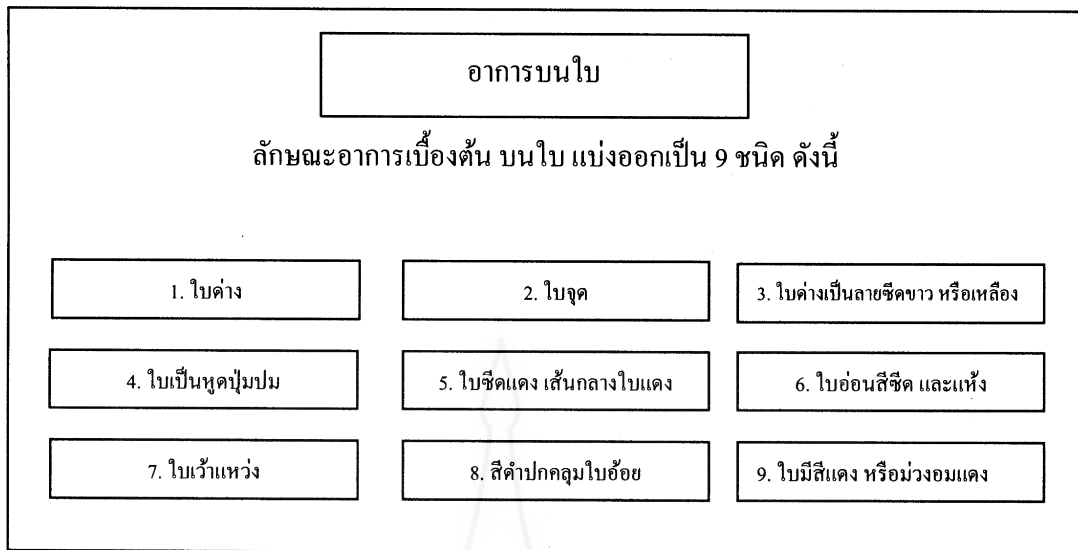 อาการบนใบ
ลักษณะอาการเบื้องต้น บนใบ แบ่งออกเป็น 9 ชนิด ดังนี้
1. ใบด่าง
2. ใบจุด
3. ใบด่างเป็นลายซีดขาว หรือเหลือง
4. ใบเป็นหูดปุ่มปม
5. ใบซีดแดง เส้นกลางใบแดง
6. ใบอ่อนสีซีด และแห้ง
7. ใบเว้าแหว่ง
8. สีดำปกคลุมใบอ้อย
9. ใบมีสีแดง หรือม่วงอมแดง